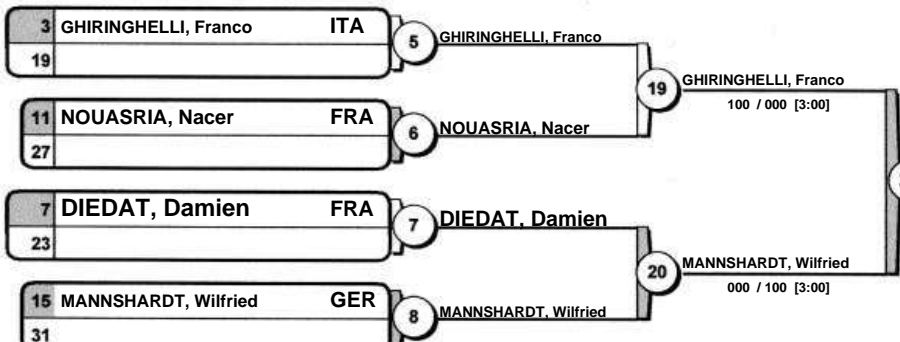 3 GHIRINGHELLI, Franco ITA
19
5
GHIRINGHELLI, Franco
11 NOUASRIA, Nacer FRA
27
6
NOUASRIA, Nacer
19
GHIRINGHELLI, Franco
100 / 000 [3:00]
7 DIEDAT, Damien FRA
23
7
DIEDAT, Damien
15 MANNSHARDT, Wilfried GER
31
8
MANNSHARDT, Wilfried
20
MANNSHARDT, Wilfried
000 / 100 [3:00]